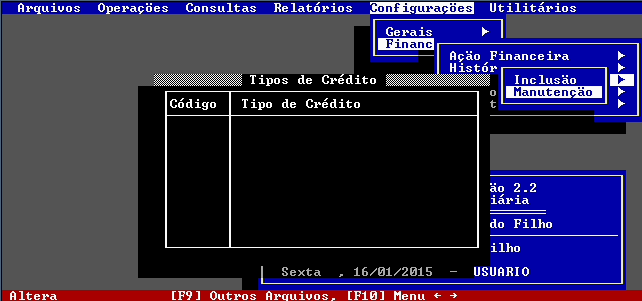 Arquivos Operações Consultas Relatórios Configurações Utilitários
Gerais
Financ
Ação Financeira
Histór
Inclusão
Manutenção
Tipos de Crédito
Código Tipo de Crédito
ão 2.2
iária
do Filho
ilho
Sexta , 16/01/2015 - USUARIO
Altera [F9] Outros Arquivos, [F10] Menu ← →